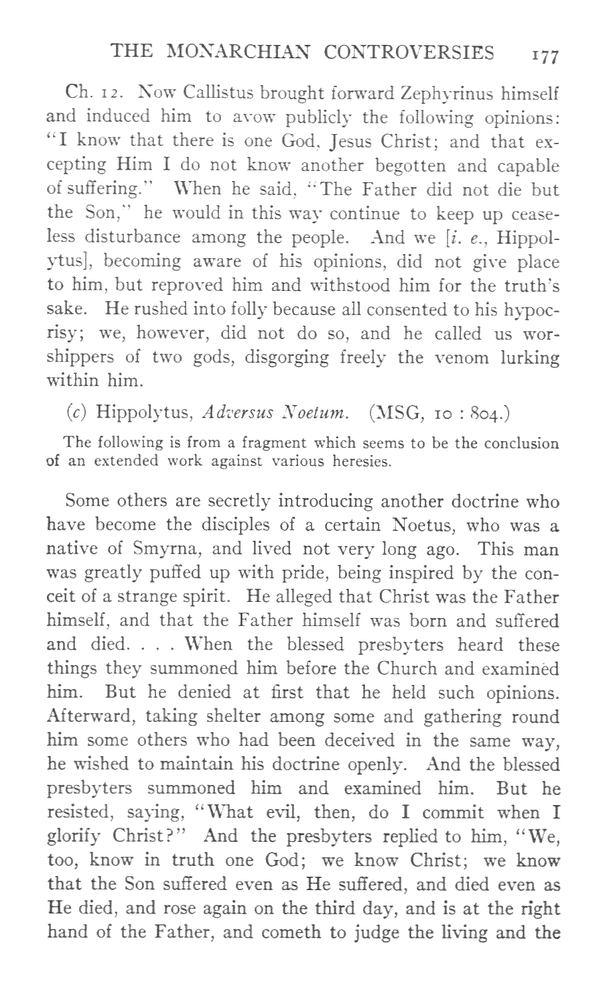 THE MONARCHIAN CONTROVERSIES 177
Ch. 12. Now Callistus brought forward Zephyrinus himself
and induced him to avow publicly the following opinions:
“I know that there is one God, Jesus Christ; and that ex-
cepting Him I do not know another begotten and capable
of suffering.” When he said, “The Father did not die but
the Son,” he would in this way continue to keep up cease-
less disturbance among the people. And we [i. e., Hippol-
ytus], becoming aware of his opinions, did not give place
to him, but reproved him and withstood him for the truth’s
sake. He rushed into folly because all consented to his hypoc-
risy; we, however, did not do so, and he called us wor-
shippers of two gods, disgorging freely the venom lurking
within him.
(c) Hippolytus, Adversus Noetum. (MSG, 10 : 804.)
The following is from a fragment which seems to be the conclusion
of an extended work against various heresies.
Some others are secretly introducing another doctrine who
have become the disciples of a certain Noetus, who was a
native of Smyrna, and lived not very long ago. This man
was greatly puffed up with pride, being inspired by the con-
ceit of a strange spirit. He alleged that Christ was the Father
himself, and that the Father himself was born and suffered
and died. . . . When the blessed presbyters heard these
things they summoned him before the Church and examined
him. But he denied at first that he held such opinions.
Afterward, taking shelter among some and gathering round
him some others who had been deceived in the same way,
he wished to maintain his doctrine openly. And the blessed
presbyters summoned him and examined him. But he
resisted, saying, “What evil, then, do I commit when I
glorify Christ?” And the presbyters replied to him, “We,
too, know in truth one God; we know Christ; we know
that the Son suffered even as He suffered, and died even as
He died, and rose again on the third day, and is at the right
hand of the Father, and cometh to judge the living and the